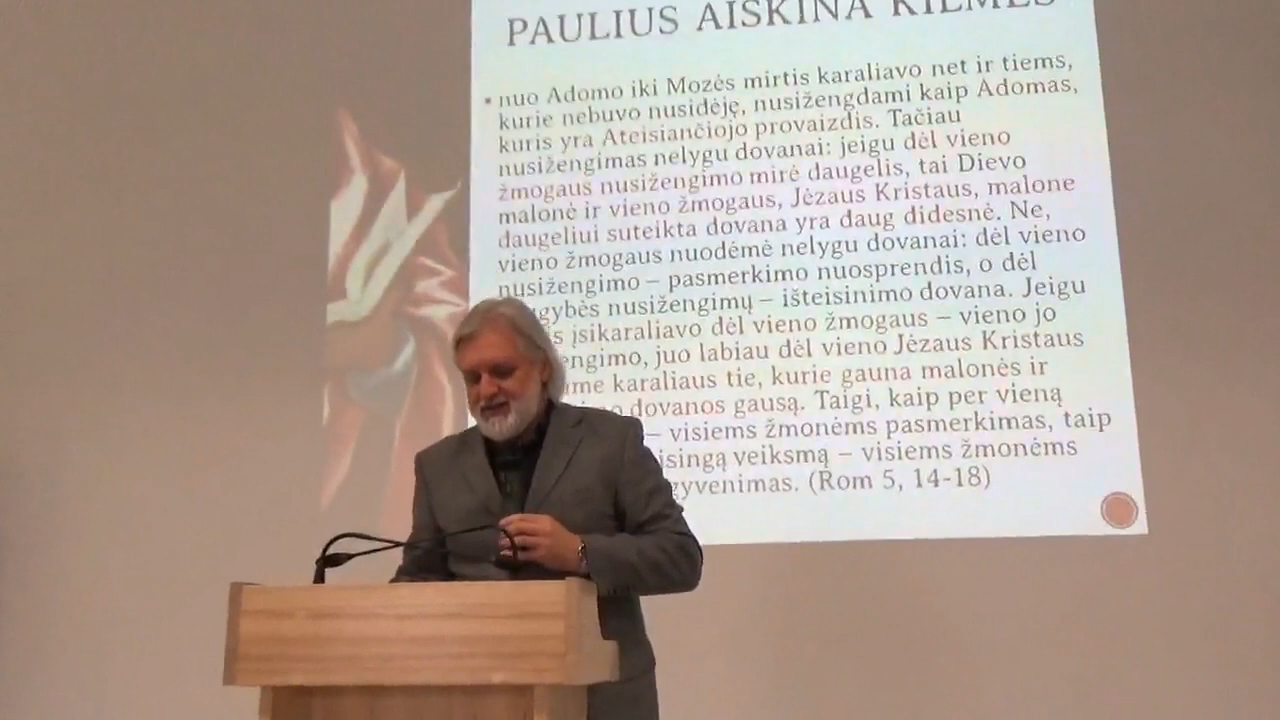 PAULIUS AIŠKINA KILMĖS
nuo Adomo iki Mozės mirtis karaliavo net ir tiems,
kurie nebuvo nusidėję, nusižengdami kaip Adomas,
kuris yra Ateisiančiojo provaizdis. Tačiau
nusižengimas nelygu dovanai: jeigu dėl vieno
žmogaus nusižengimo mirė daugelis, tai Dievo
malonė ir vieno žmogaus, Jėzaus Kristaus, malone
daugeliui suteikta dovana yra daug didesnė. Ne,
vieno žmogaus nuodėmė nelygu dovanai: dėl vieno
nusižengimo – pasmerkimo nuosprendis, o dėl
gybės nusižengimų – išteisinimo dovana. Jeigu
s įsikaraliavo dėl vieno žmogaus – vieno jo
engimo, juo labiau dėl vieno Jėzaus Kristaus
me karaliaus tie, kurie gauna malonės ir
dovanos gausą. Taigi, kaip per vieną
– visiems žmonėms pasmerkimas, taip
isingą veiksmą – visiems žmonėms
gyvenimas. (Rom 5, 14-18)